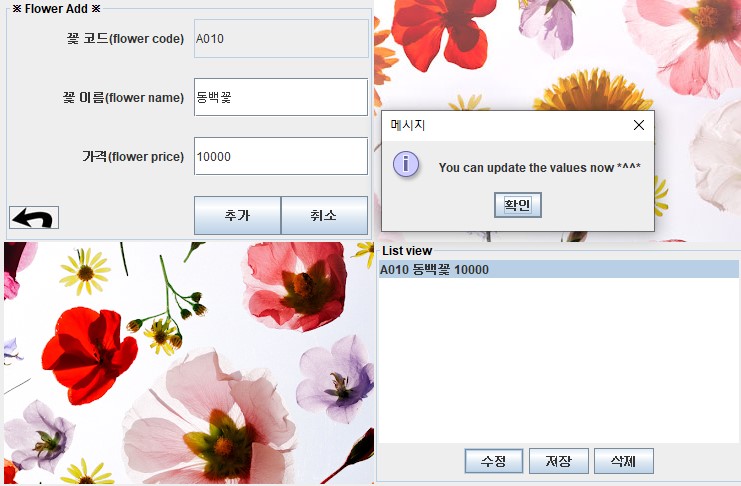 ※ Flower Add ※
꽃 코드(flower code) A010
꽃 이름(flower name) 동백꽃
가격(flower price) 10000
추가 취소
메시지
You can update the values now *^^*
확인
List view
A010 동백꽃 10000
수정 저장 삭제